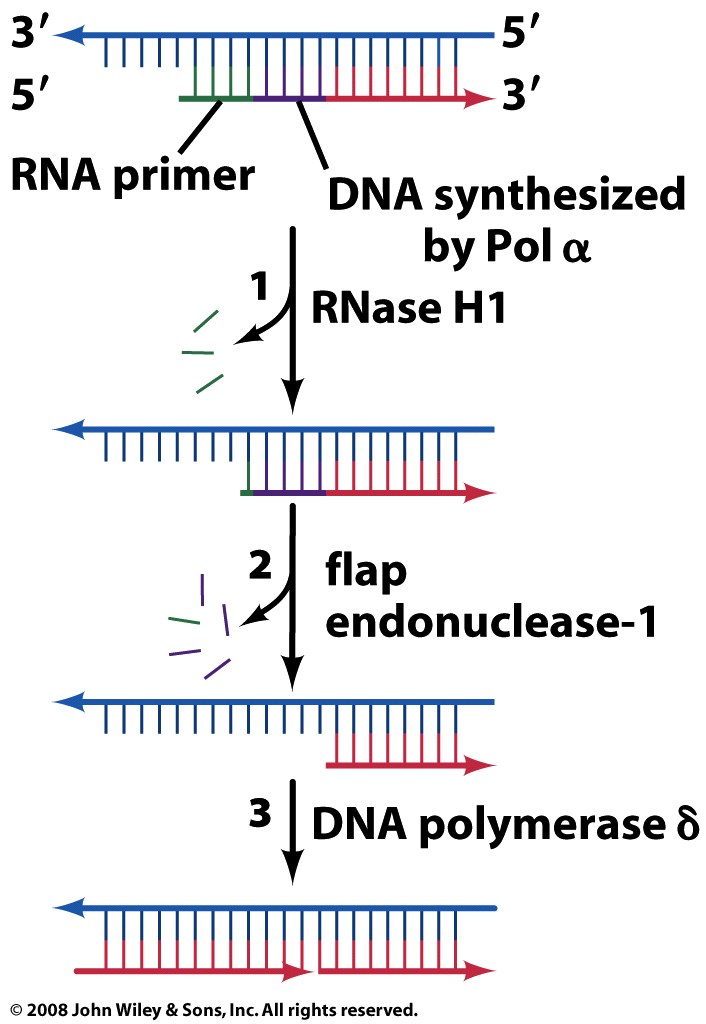 3′ 5′
5′ 3′
RNA primer
DNA synthesized
by Pol α
1
RNase H1
2
flap
endonuclease-1
3
DNA polymerase δ
© 2008 John Wiley & Sons, Inc. All rights reserved.